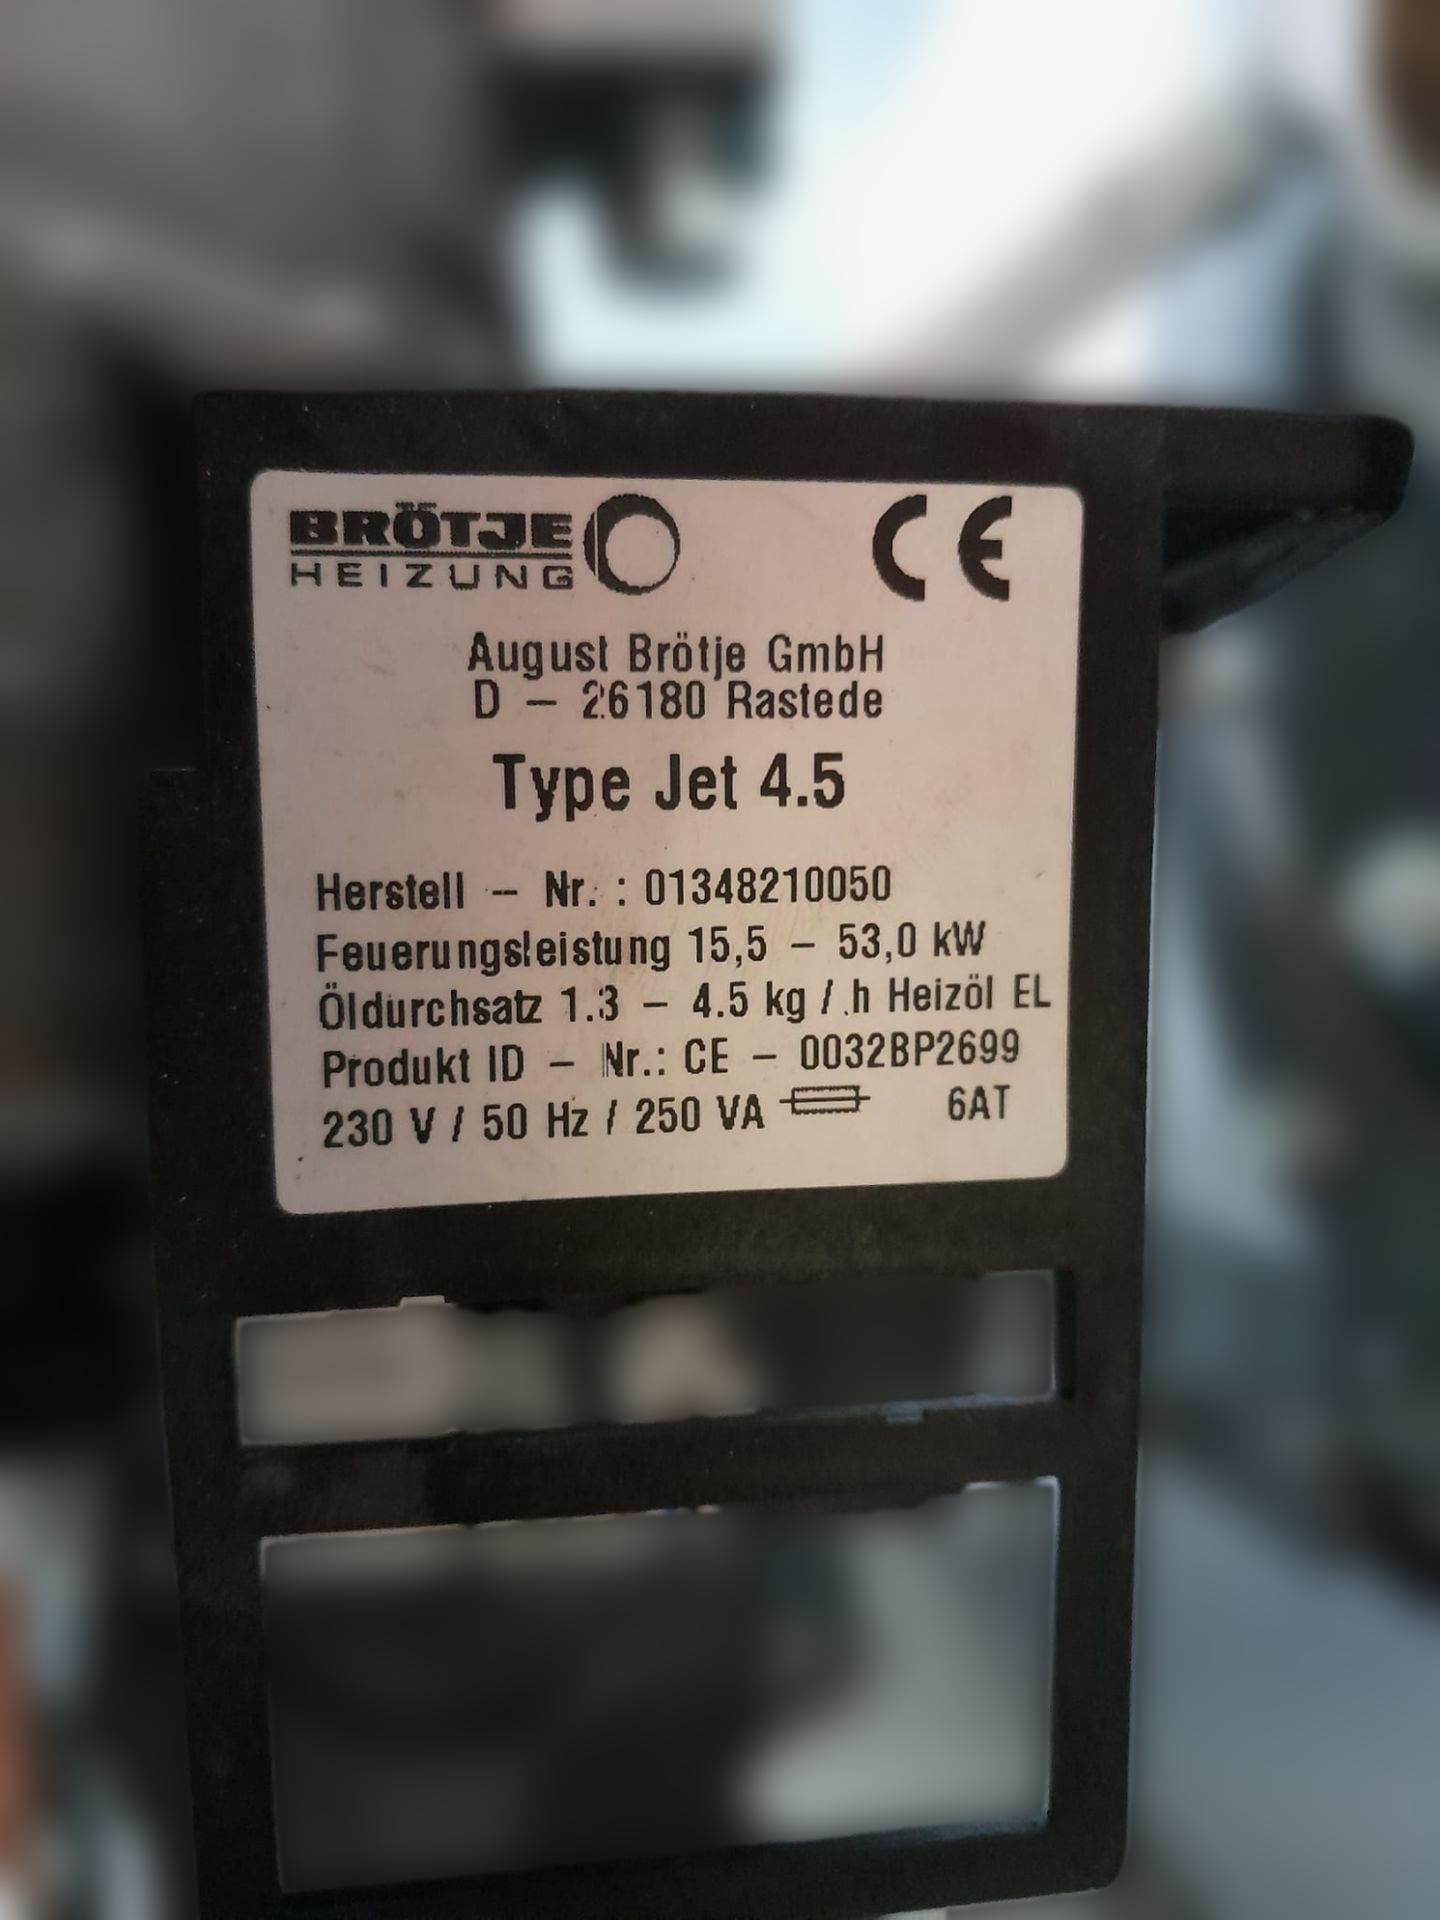 BRÖTJE
HEIZUNG
CE
August Brötje GmbH
D – 26180 Rastede
Type Jet 4.5
Herstell – Nr. : 01348210050
Feuerungsleistung 15,5 – 53,0 kW
Öldurchsatz 1.3 – 4.5 kg / h Heizöl EL
Produkt ID – Nr.: CE – 0032BP2699
230 V / 50 Hz / 250 VA 6AT